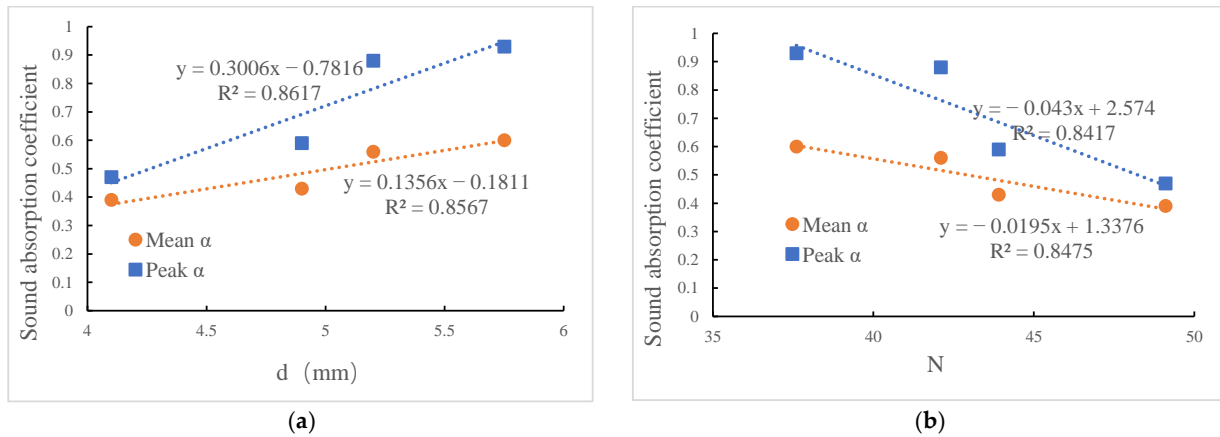 Sound absorption coefficient
1
0.9
0.8
0.7
0.6
0.5
0.4
0.3
0.2
0.1
0
y = 0.3006x − 0.7816
R² = 0.8617
y = 0.1356x − 0.1811
R² = 0.8567
Mean α
Peak α
4
4.5
5
5.5
6
d (mm)
(a)
Sound absorption coefficient
1
0.9
0.8
0.7
0.6
0.5
0.4
0.3
0.2
0.1
0
y = − 0.043x + 2.574
R² = 0.8417
Mean α
Peak α
y = − 0.0195x + 1.3376
R² = 0.8475
35
40
45
50
N
(b)